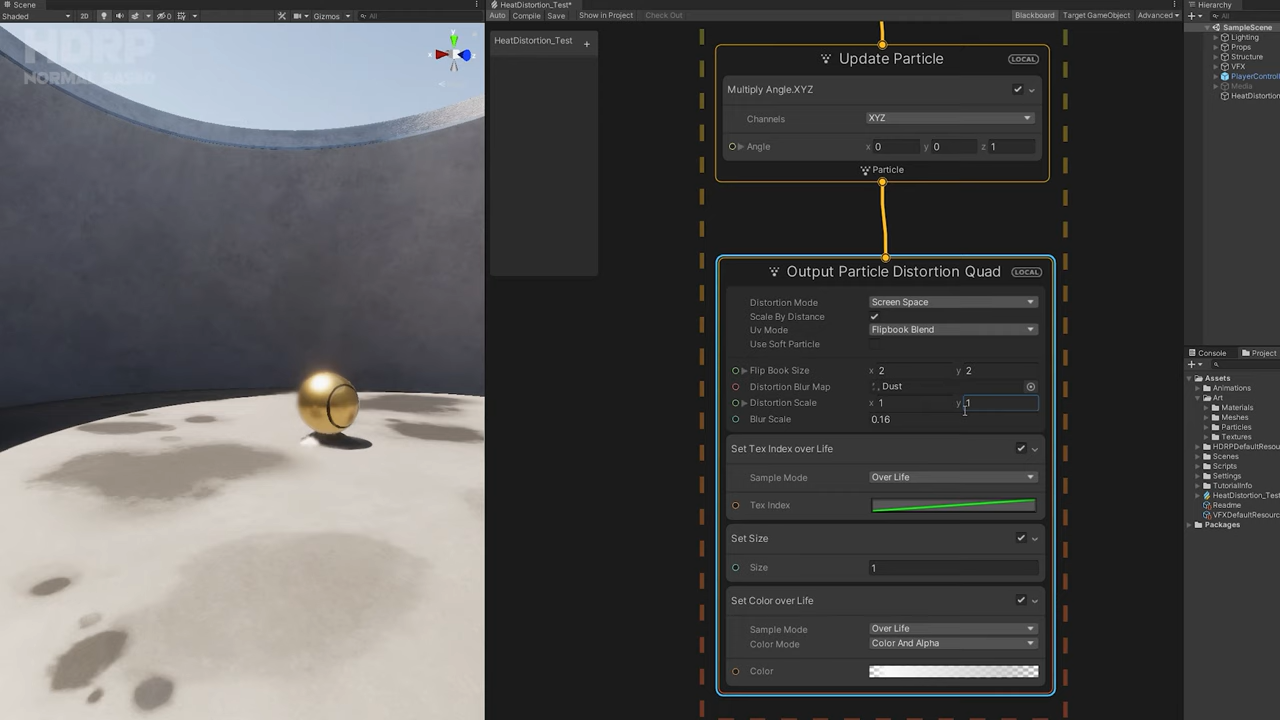 Scene
Shaded
2D
Gizmos
All
HDRP
NORMAL BASED
x
z
HeatDistortion_Test*
Auto
Compile
Save
Show in Project
Check Out
Blackboard
Target GameObject
Advanced
HeatDistortion_Test
+
Update Particle
LOCAL
Multiply Angle.XYZ
Channels
XYZ
Angle
x 0 y 0 z 1
Particle
Output Particle Distortion Quad
LOCAL
Distortion Mode
Screen Space
Scale By Distance
Uv Mode
Flipbook Blend
Use Soft Particle
Flip Book Size
x 2 y 2
Distortion Blur Map
Dust
Distortion Scale
x 1 y 1
Blur Scale
0.16
Set Tex Index over Life
Sample Mode
Over Life
Tex Index
Set Size
Size
1
Set Color over Life
Sample Mode
Over Life
Color Mode
Color And Alpha
Color
Hierarchy
All
SampleScene
Lighting
Props
Structure
VFX
PlayerControl
Media
HeatDistortion
Console
Project
Assets
Animations
Art
Materials
Meshes
Particles
Textures
HDRPDefaultResou
Scenes
Scripts
Settings
TutorialInfo
HeatDistortion_Test
Readme
VFXDefaultResourc
Packages